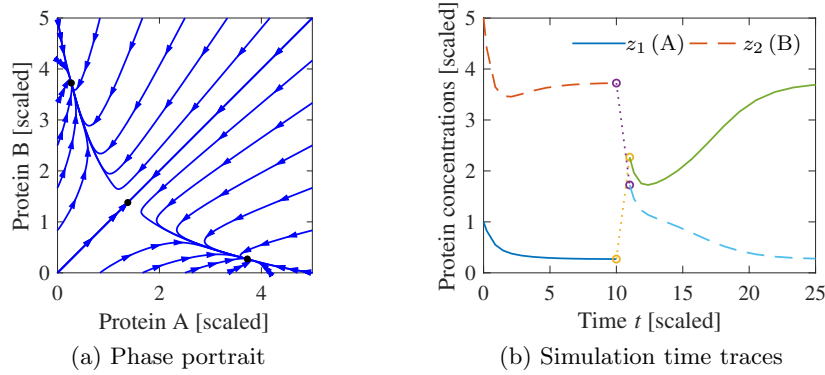 5
4
3
2
1
0
0 2 4
Protein B [scaled]
Protein A [scaled]
(a) Phase portrait
5
4
3
2
1
0
0 5 10 15 20 25
Protein concentrations [scaled]
z₁ (A) z₂ (B)
Time t [scaled]
(b) Simulation time traces